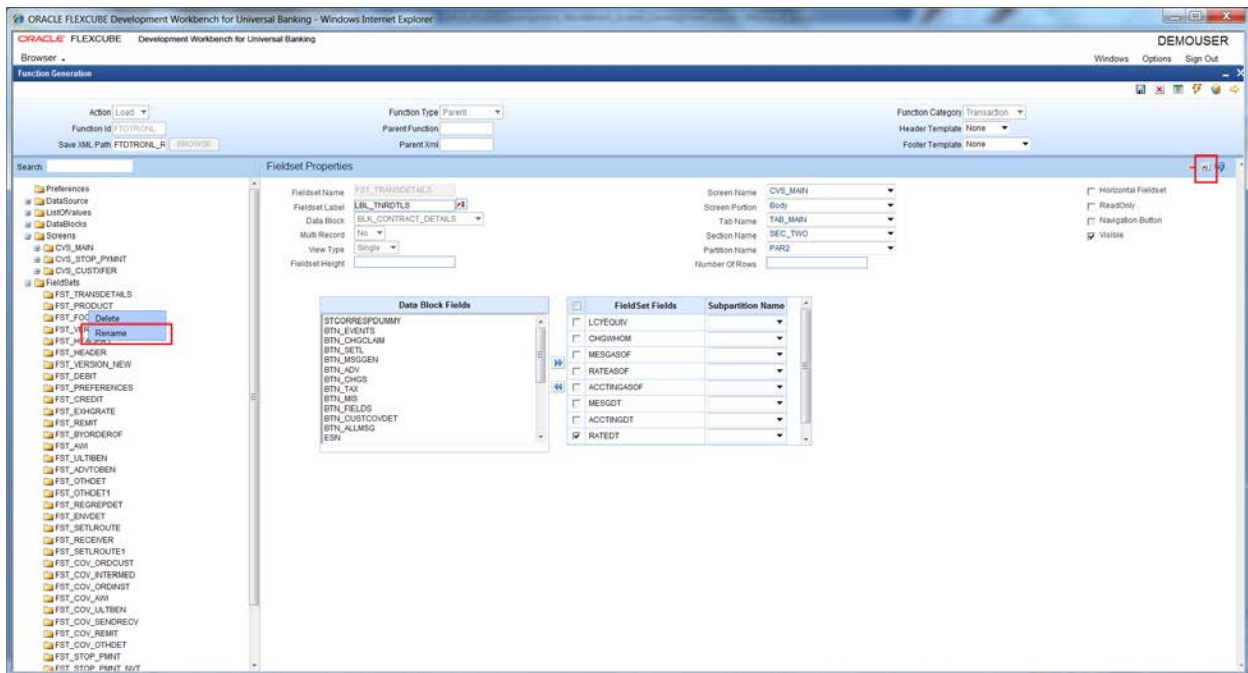 ORACLE FLEXCUBE Development Workbench for Universal Banking - Windows Internet Explorer
ORACLE FLEXCUBE Development Workbench for Universal Banking
DEMOUSER
Browser
Windows Options Sign Out
Function Generation
Action Load
Function Type Parent
Function Category Transaction
Function Id FTDTRONL
Parent Function
Header Template None
Save XML Path FTDTRONL_R BROWSE
Parent Xml
Footer Template None
Search
Fieldset Properties
Preferences
DataSource
ListOfValues
DataBlocks
Screens
CVS_MAIN
CVS_STOP_PYMNT
CVS_CUSTXFER
FieldSets
FST_TRANSDETAILS
FST_PRODUCT
Delete
Rename
FST_HEADER
FST_VERSION_NEW
FST_DEBIT
FST_PREFERENCES
FST_CREDIT
FST_EXHGRATE
FST_REMIT
FST_BYORDEROF
FST_AWI
FST_ULTIBEN
FST_ADVTOBEN
FST_OTHDET
FST_OTHDET1
FST_REGREPDET
FST_ENVDET
FST_SETLROUTE
FST_RECEIVER
FST_SETLROUTE1
FST_COV_ORDCUST
FST_COV_INTERMED
FST_COV_ORDINST
FST_COV_AWI
FST_COV_ULTBEN
FST_COV_SENDRECV
FST_COV_REMIT
FST_COV_OTHDET
FST_STOP_PMNT
FST_STOP_PMNT_NVT
Fieldset Name FST_TRANSDETAILS
Fieldset Label LBL_TNRDTLS
Data Block BLK_CONTRACT_DETAILS
Multi Record No
View Type Single
Fieldset Height
Screen Name CVS_MAIN
Screen Portion Body
Tab Name TAB_MAIN
Section Name SEC_TWO
Partition Name PAR2
Number Of Rows
Horizontal Fieldset
ReadOnly
Navigation Button
Visible
Data Block Fields
STCORRESPDUMMY
BTN_EVENTS
BTN_CHGCLAIM
BTN_SETL
BTN_MSGGEN
BTN_ADV
BTN_CHGS
BTN_TAX
BTN_MIS
BTN_FIELDS
BTN_CUSTCOVDET
BTN_ALLMSG
ESN
FieldSet Fields Subpartition Name
LCYEQUIV
CHGWHOM
MESGASOF
RATEASOF
ACCTINGASOF
MESGDT
ACCTINGDT
RATEDT